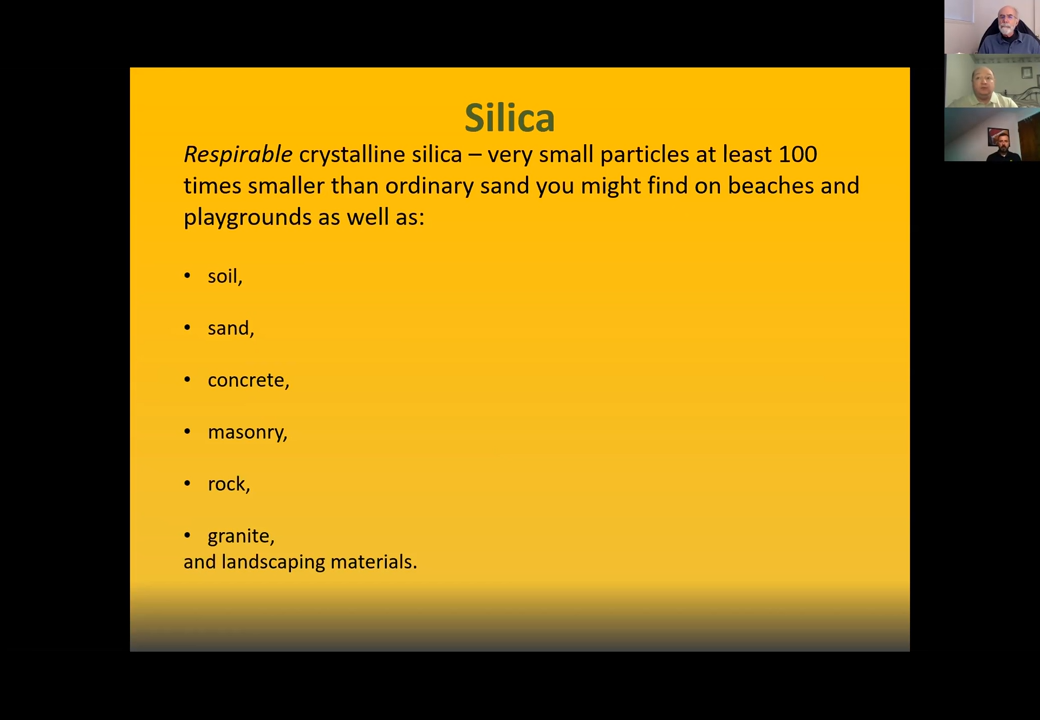 Silica
Respirable crystalline silica – very small particles at least 100
times smaller than ordinary sand you might find on beaches and
playgrounds as well as:
• soil,
• sand,
• concrete,
• masonry,
• rock,
• granite,
and landscaping materials.